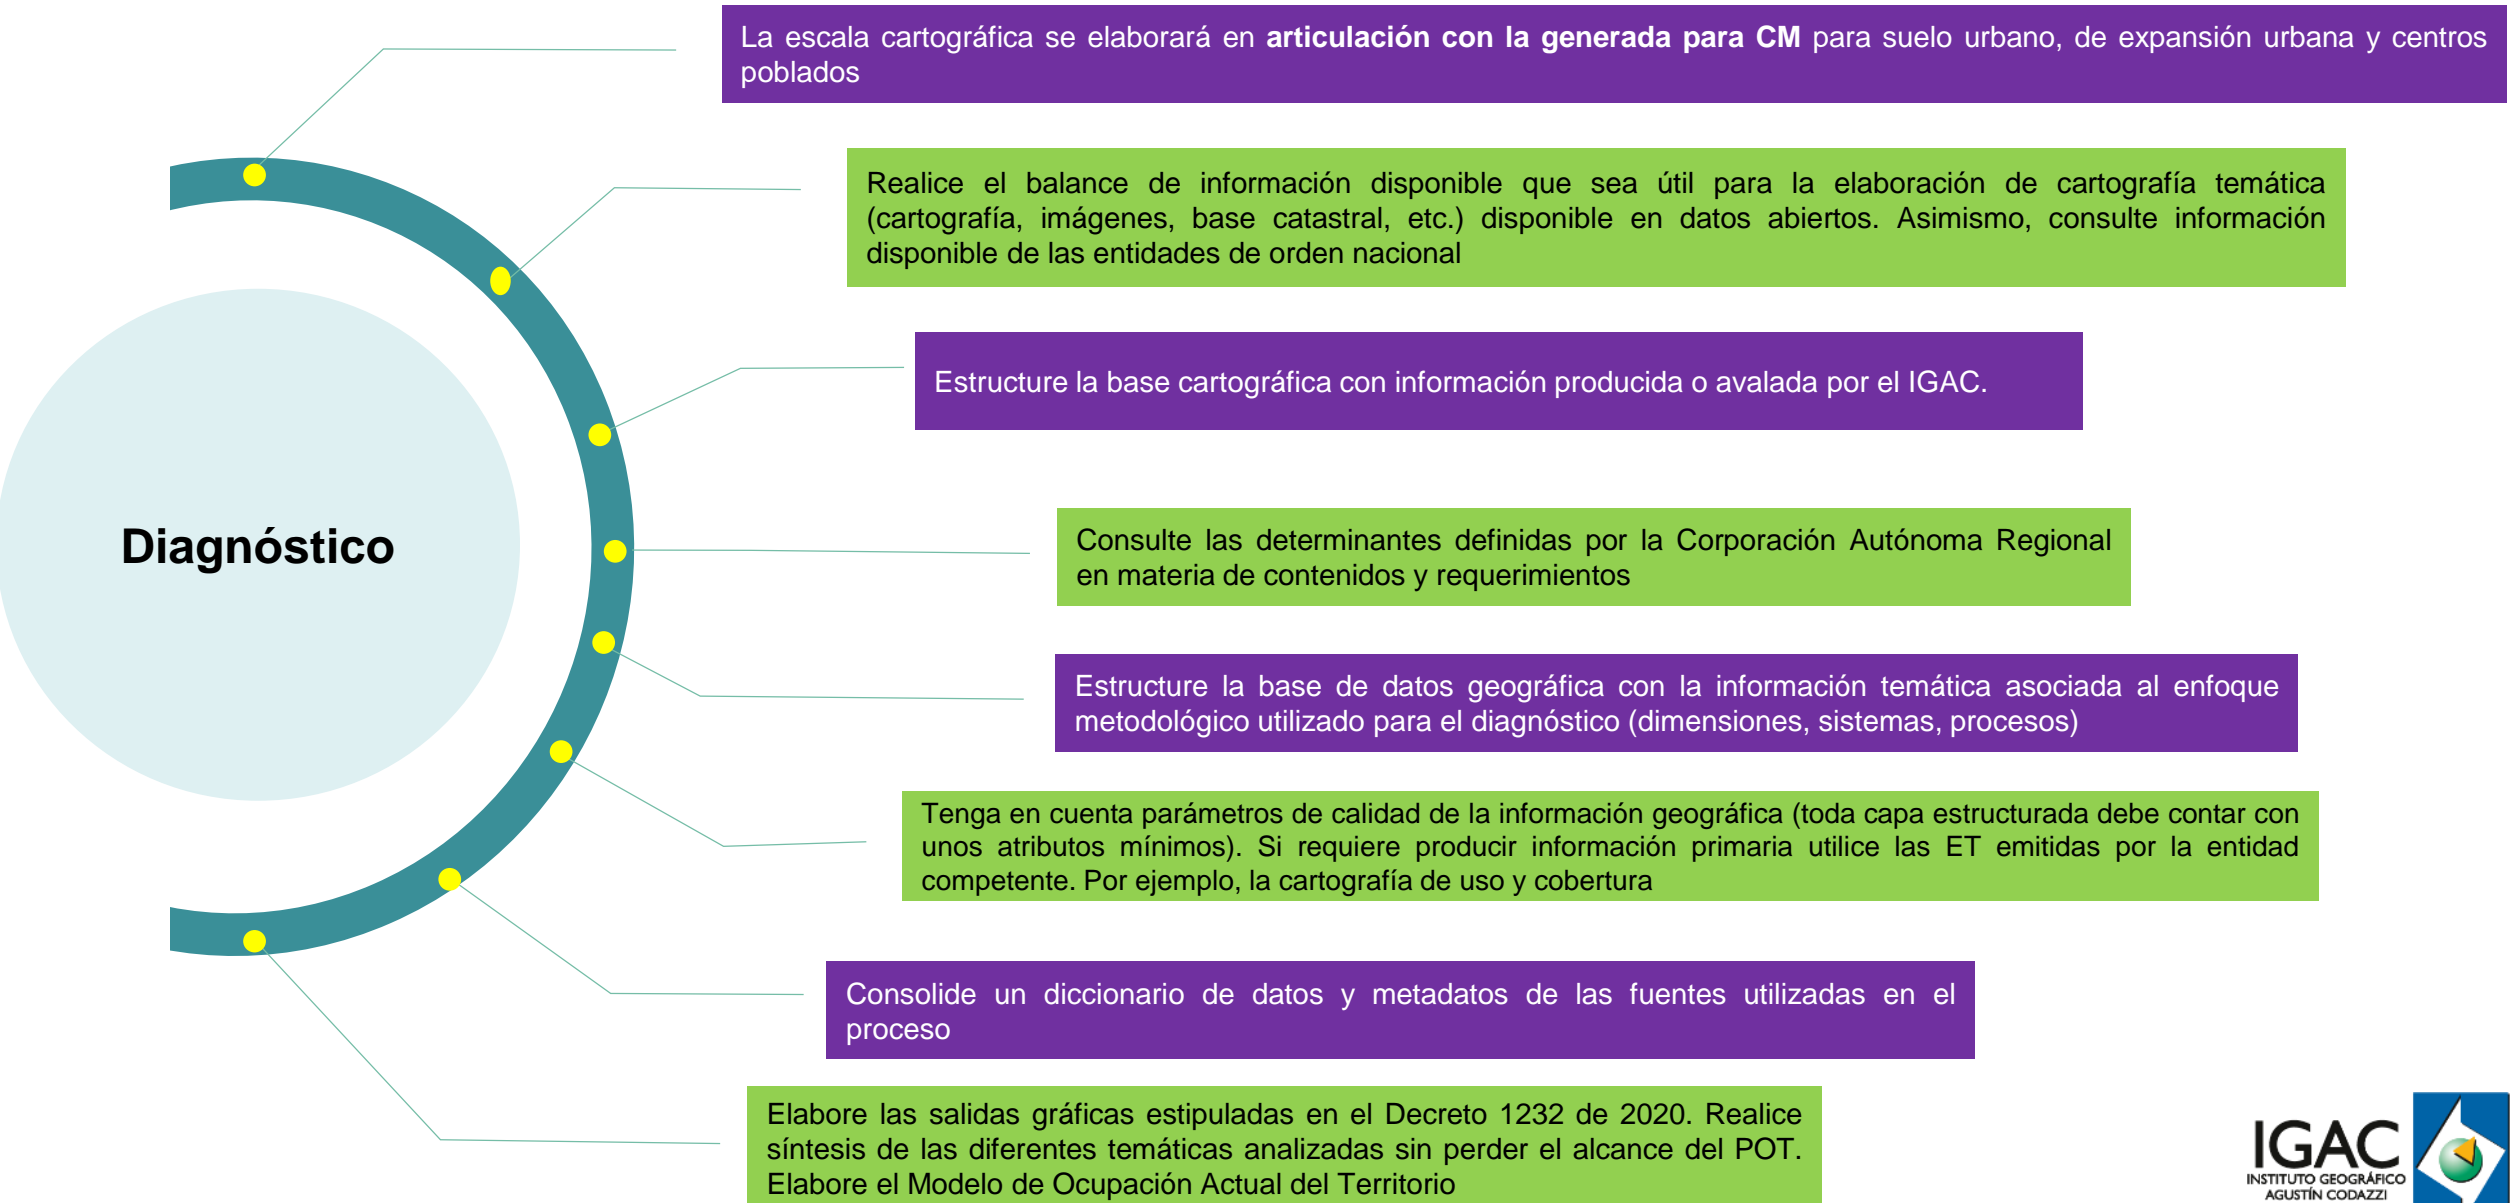 La escala cartográfica se elaborará en articulación con la generada para CM para suelo urbano, de expansión urbana y centros
poblados
Realice el balance de información disponible que sea útil para la elaboración de cartografía temática
(cartografía, imágenes, base catastral, etc.) disponible en datos abiertos. Asimismo, consulte información
disponible de las entidades de orden nacional
Estructure la base cartográfica con información producida o avalada por el IGAC.
Diagnóstico
Consulte las determinantes definidas por la Corporación Autónoma Regional
en materia de contenidos y requerimientos
Estructure la base de datos geográfica con la información temática asociada al enfoque
metodológico utilizado para el diagnóstico (dimensiones, sistemas, procesos)
Tenga en cuenta parámetros de calidad de la información geográfica (toda capa estructurada debe contar con
unos atributos mínimos). Si requiere producir información primaria utilice las ET emitidas por la entidad
competente. Por ejemplo, la cartografía de uso y cobertura
Consolide un diccionario de datos y metadatos de las fuentes utilizadas en el
proceso
Elabore las salidas gráficas estipuladas en el Decreto 1232 de 2020. Realice
síntesis de las diferentes temáticas analizadas sin perder el alcance del POT.
Elabore el Modelo de Ocupación Actual del Territorio
IGAC
INSTITUTO GEOGRÁFICO
AGUSTÍN CODAZZI